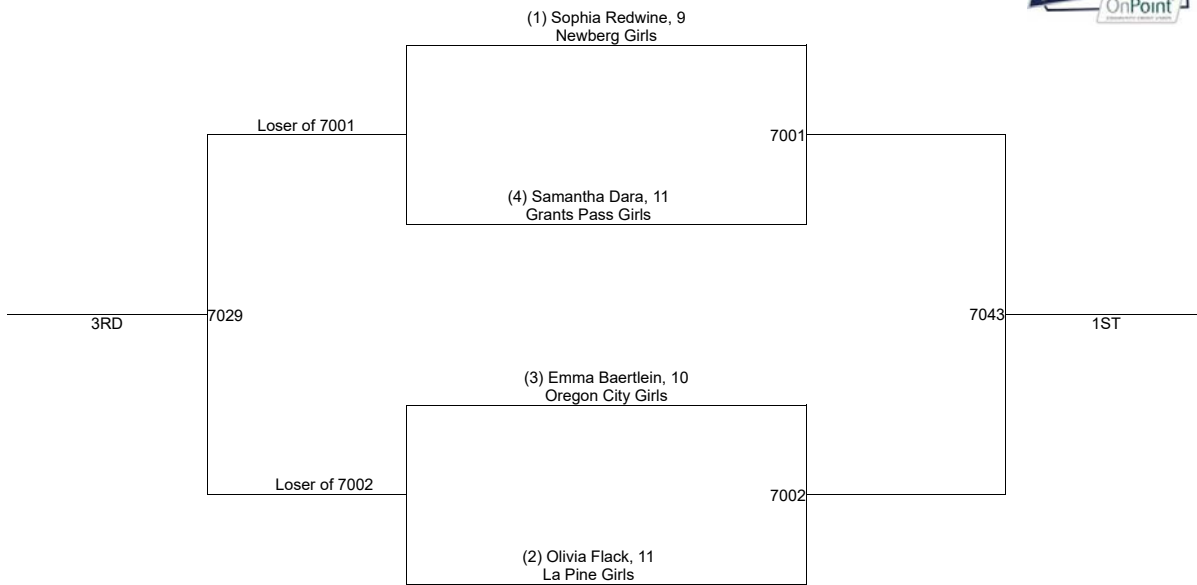 OnPoint
(1) Sophia Redwine, 9
Newberg Girls
Loser of 7001
7001
(4) Samantha Dara, 11
Grants Pass Girls
3RD
7029
7043
1ST
(3) Emma Baertlein, 10
Oregon City Girls
Loser of 7002
7002
(2) Olivia Flack, 11
La Pine Girls